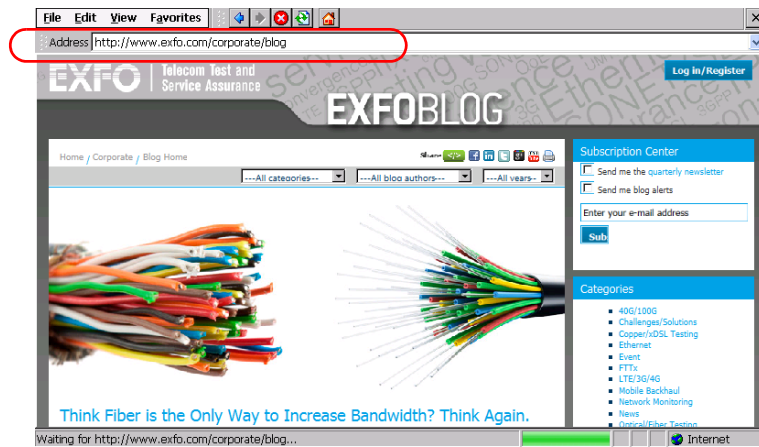 File Edit View Favorites
Address http://www.exfo.com/corporate/blog
EXFO Telecom Test and Service Assurance
Log in/Register
EXFOBLOG
Home / Corporate / Blog Home
Share
---All categories--- ---All blog authors--- ---All years--
Subscription Center
Send me the quarterly newsletter
Send me blog alerts
Enter your e-mail address
Sub
Categories
40G/100G
Challenges/Solutions
Copper/xDSL Testing
Ethernet
Event
FTTx
LTE/3G/4G
Mobile Backhaul
Network Monitoring
News
Optical/Fiber Testing
Think Fiber is the Only Way to Increase Bandwidth? Think Again.
Waiting for http://www.exfo.com/corporate/blog...
Internet